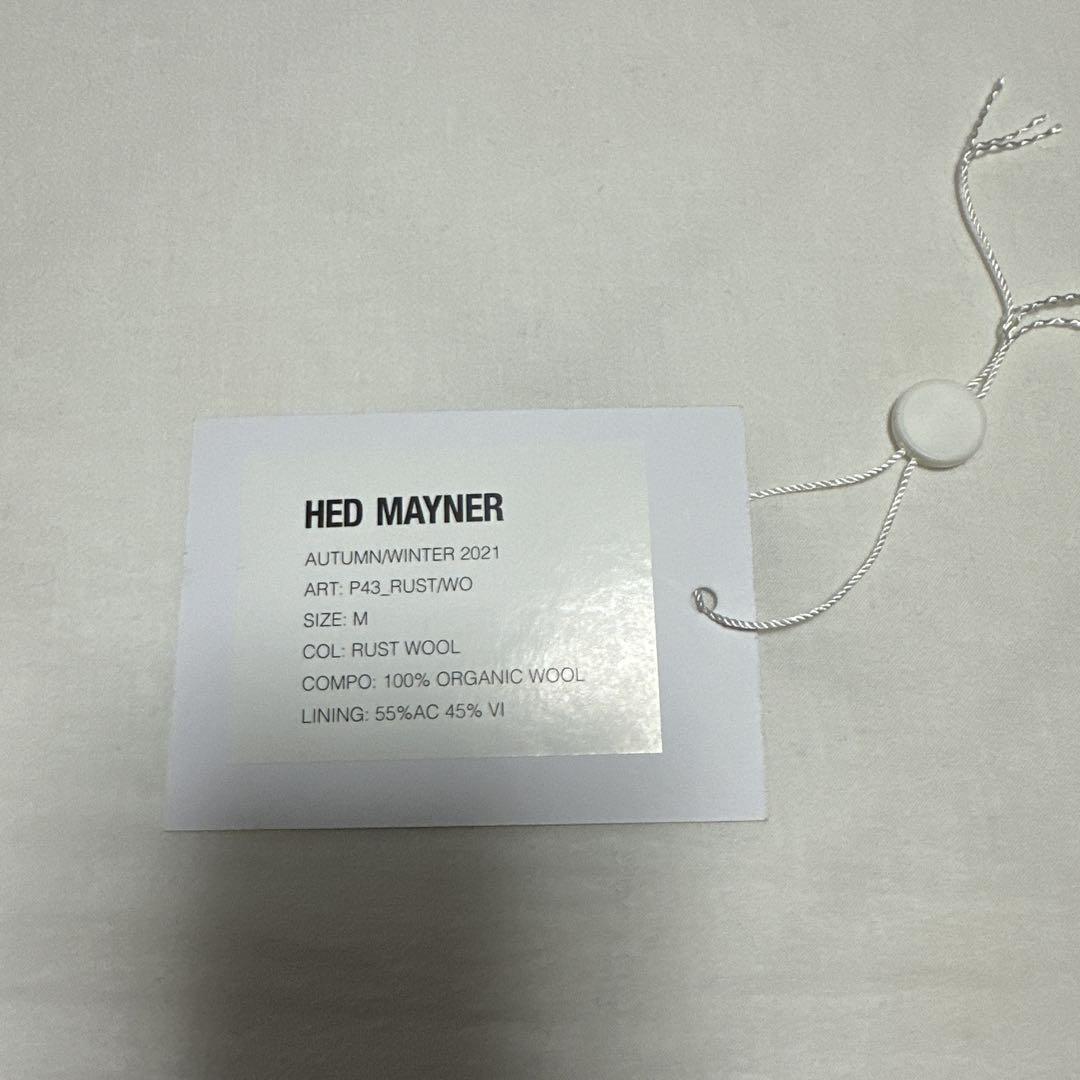 HED MAYNER
AUTUMN/WINTER 2021
ART: P43_RUST/WO
SIZE: M
COL: RUST WOOL
COMPO: 100% ORGANIC WOOL
LINING: 55%AC 45% VI